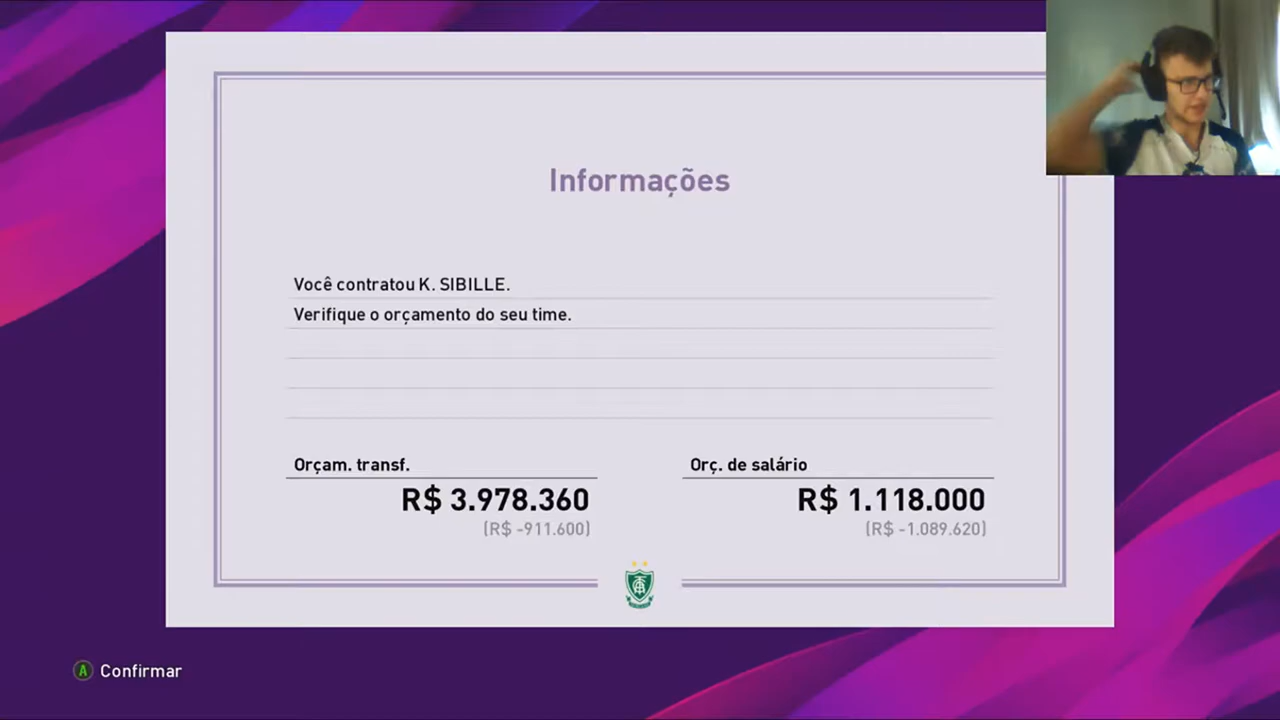 Informações
Você contratou K. SIBILLE.
Verifique o orçamento do seu time.
Orçam. transf.
R$ 3.978.360
(R$ -911.600)
Orç. de salário
R$ 1.118.000
(R$ -1.089.620)
A Confirmar